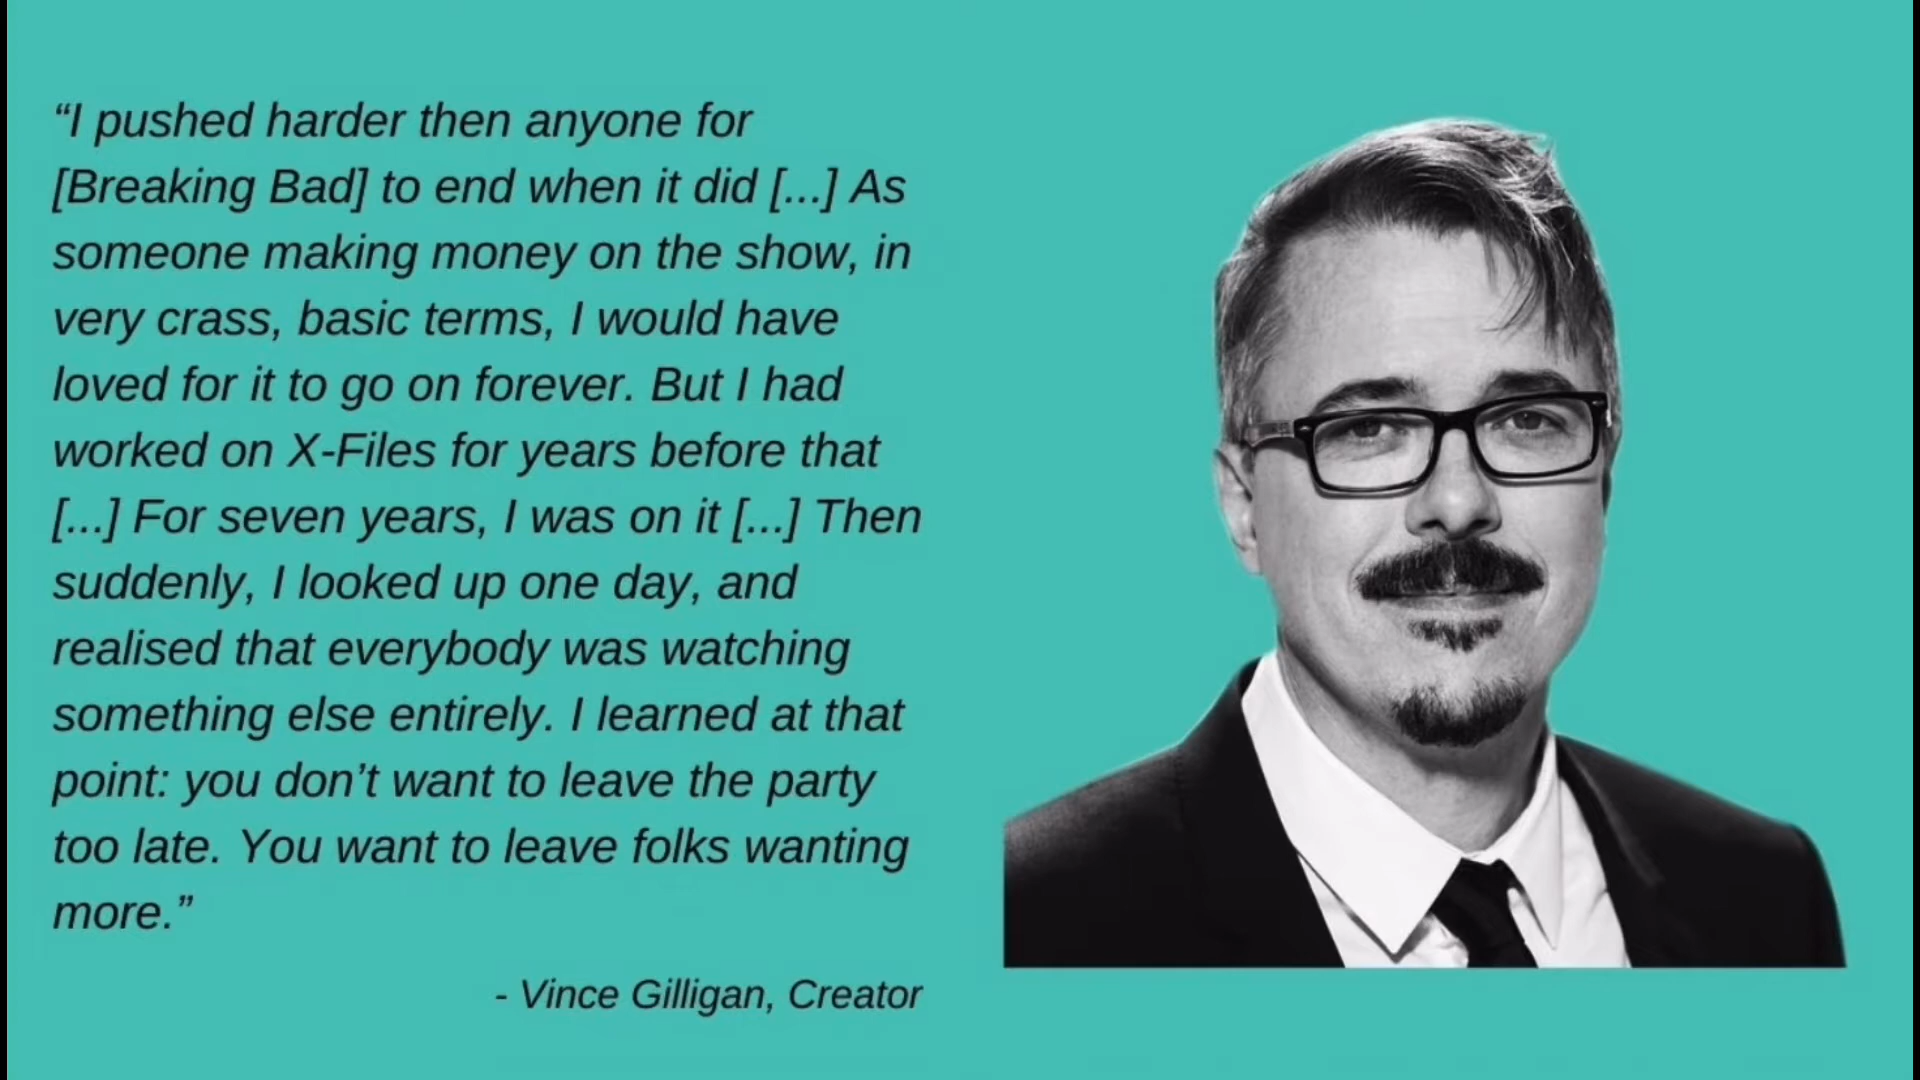 “I pushed harder then anyone for
[Breaking Bad] to end when it did [...] As
someone making money on the show, in
very crass, basic terms, I would have
loved for it to go on forever. But I had
worked on X-Files for years before that
[...] For seven years, I was on it [...] Then
suddenly, I looked up one day, and
realised that everybody was watching
something else entirely. I learned at that
point: you don’t want to leave the party
too late. You want to leave folks wanting
more.”
- Vince Gilligan, Creator